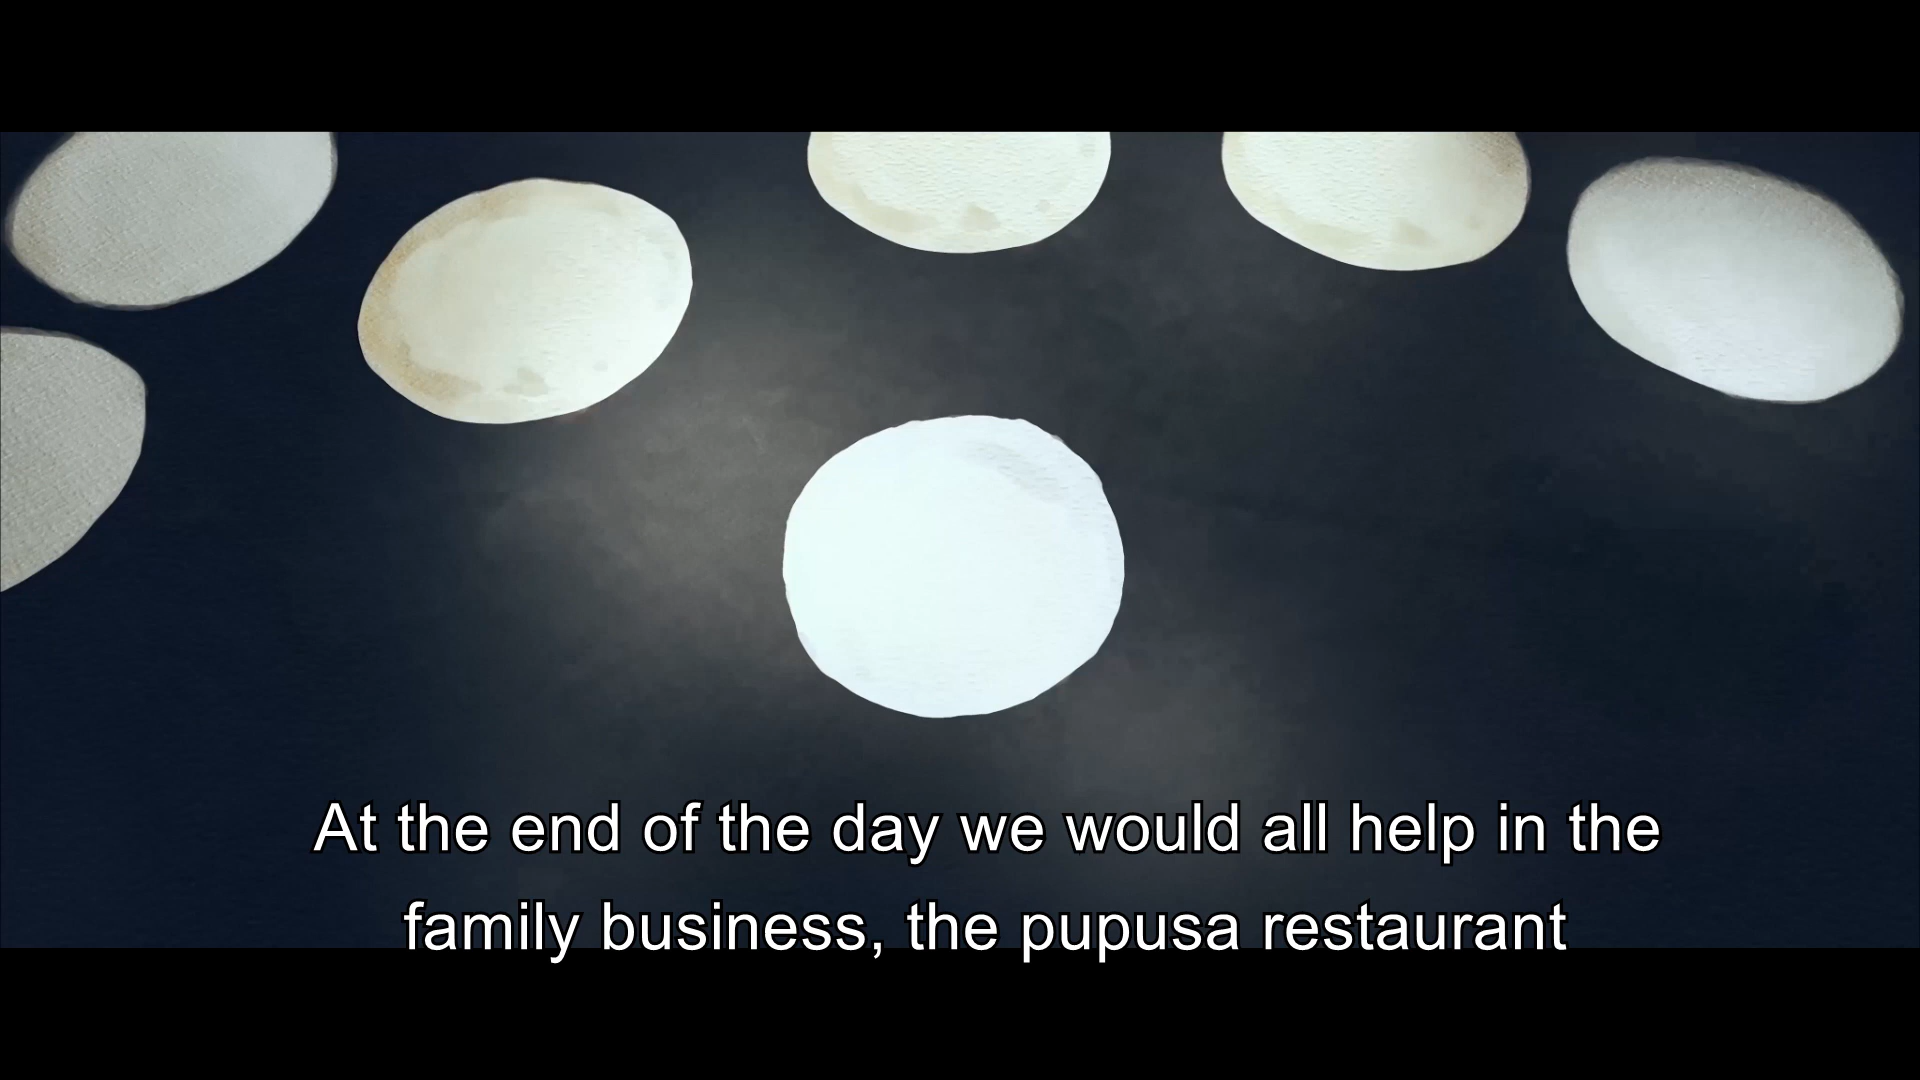 At the end of the day we would all help in the
family business, the pupusa restaurant